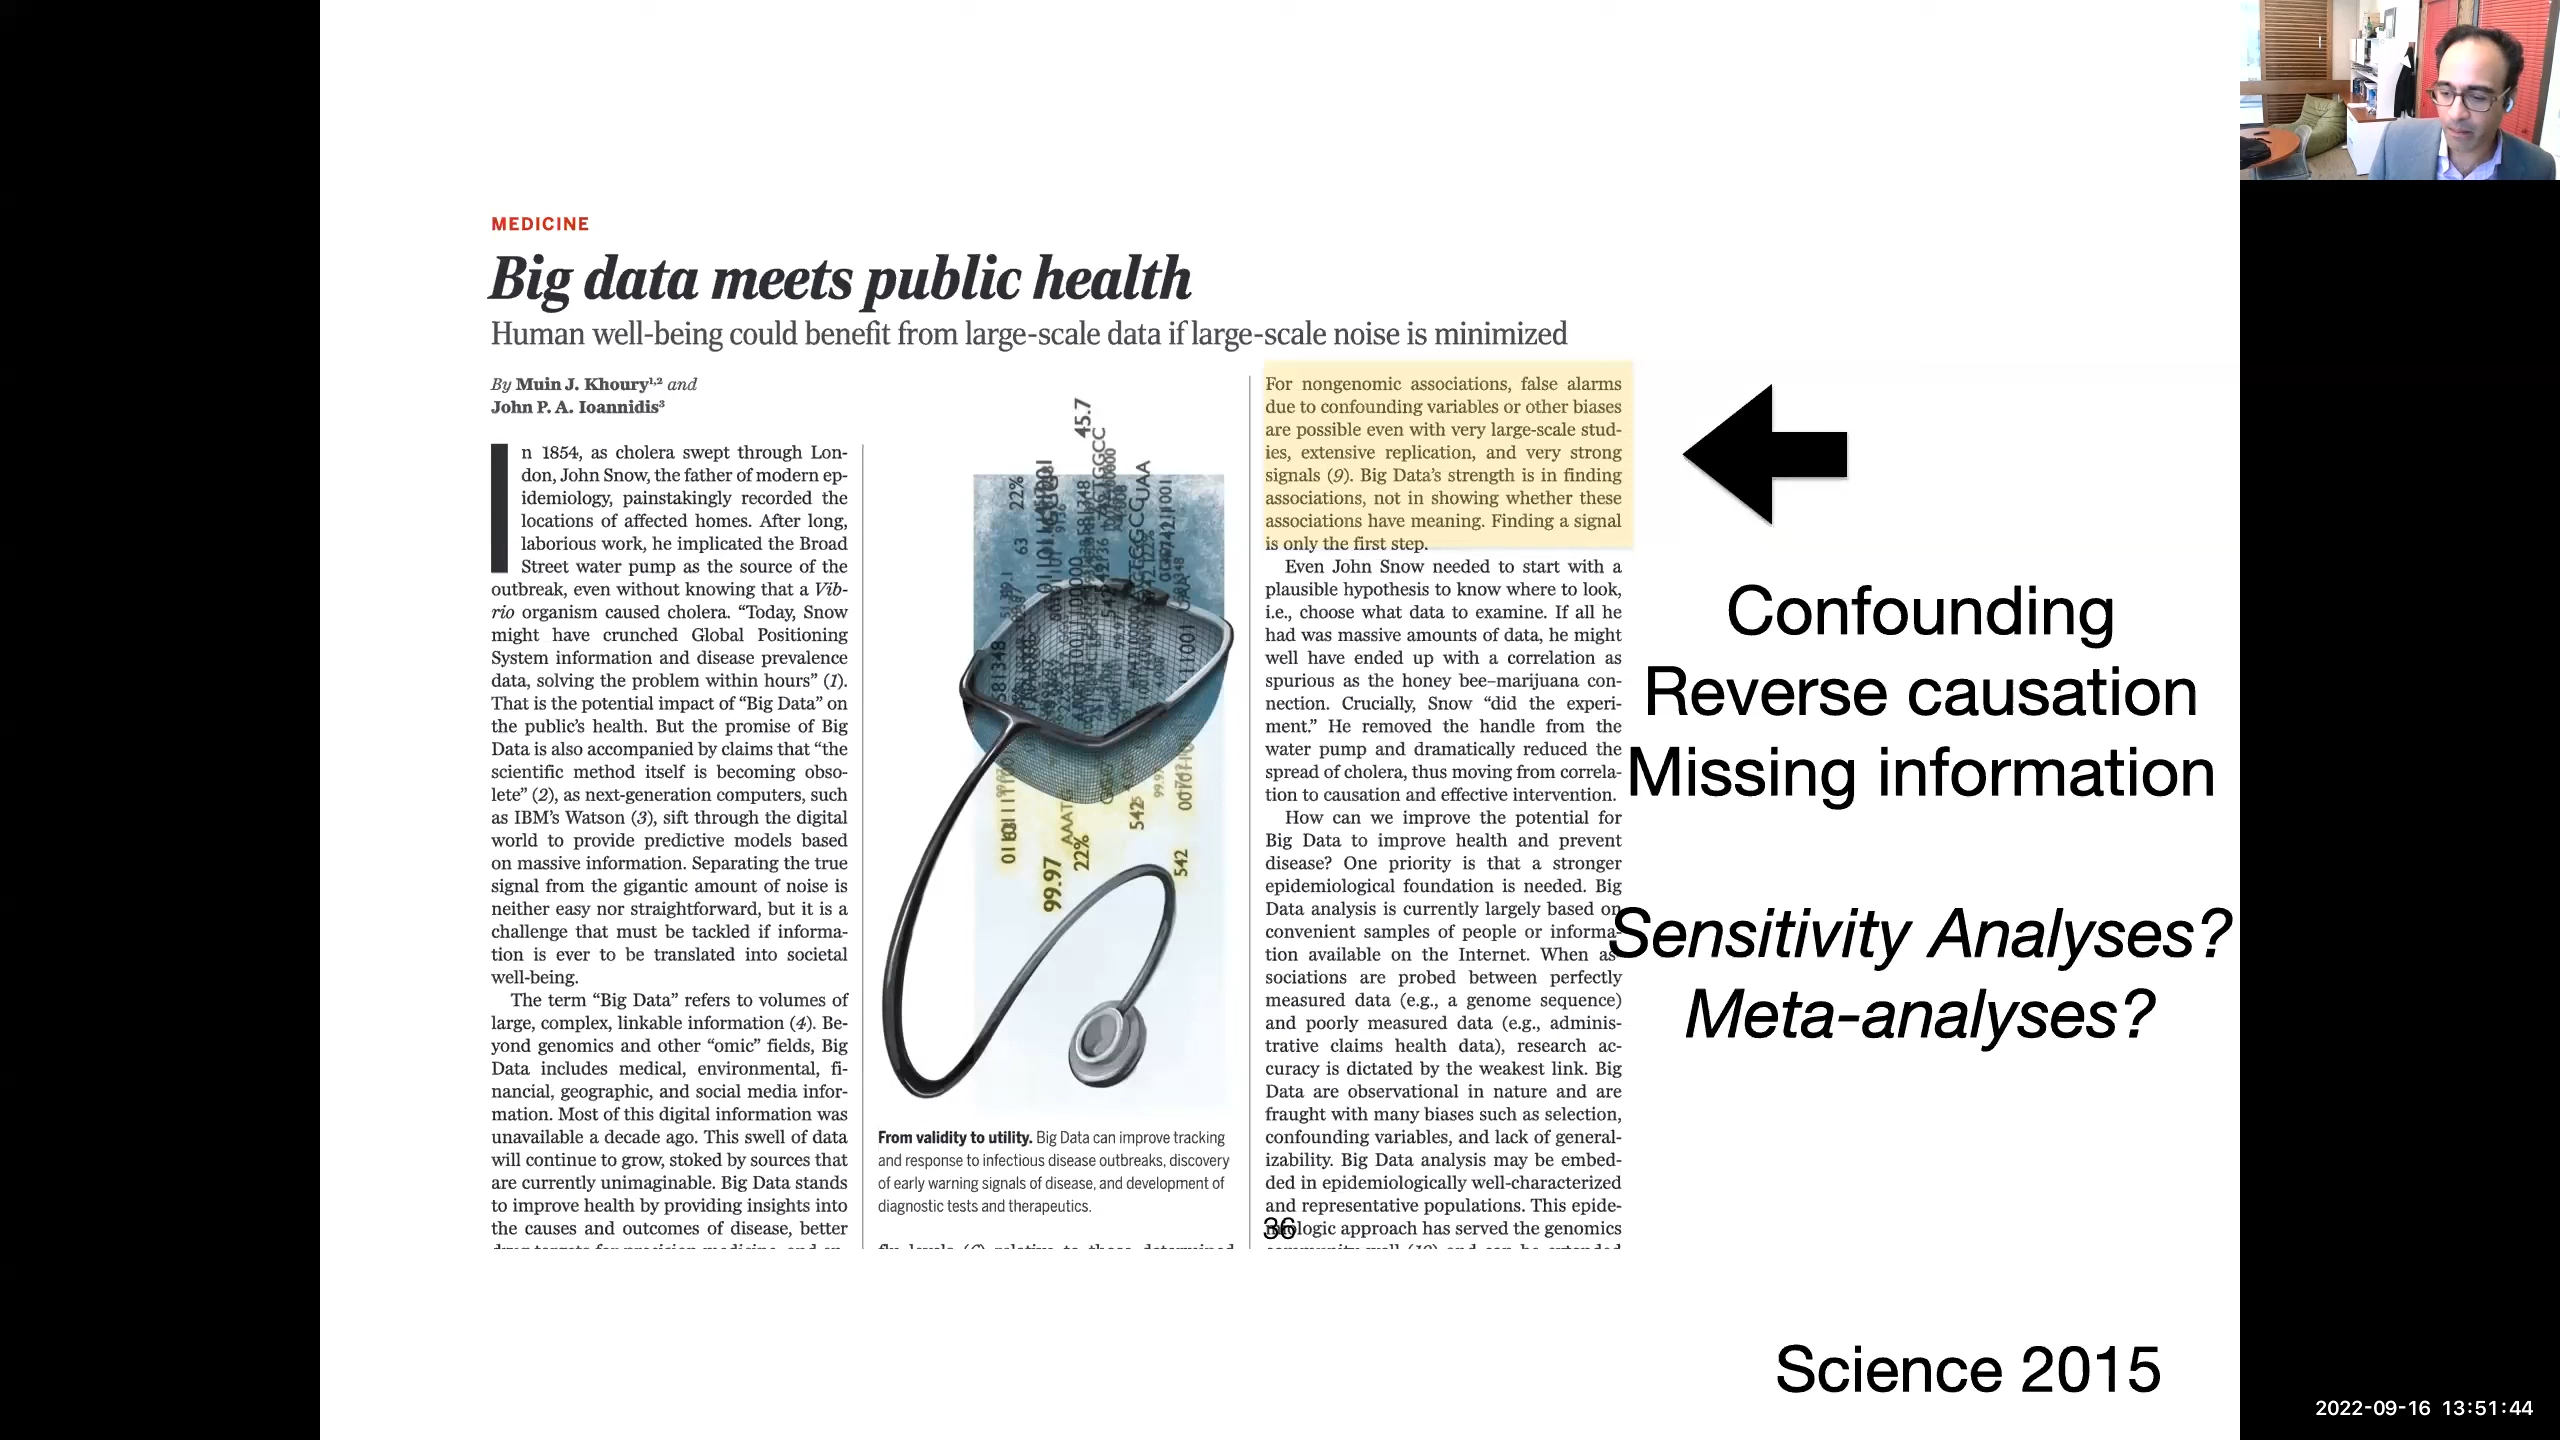 MEDICINE
Big data meets public health
Human well-being could benefit from large-scale data if large-scale noise is minimized
By Muin J. Khoury1,2 and
John P. A. Ioannidis3
In 1854, as cholera swept through Lon-
don, John Snow, the father of modern ep-
idemiology, painstakingly recorded the
locations of affected homes. After long,
laborious work, he implicated the Broad
Street water pump as the source of the
outbreak, even without knowing that a Vib-
rio organism caused cholera. “Today, Snow
might have crunched Global Positioning
System information and disease prevalence
data, solving the problem within hours” (1).
That is the potential impact of “Big Data” on
the public’s health. But the promise of Big
Data is also accompanied by claims that “the
scientific method itself is becoming obso-
lete” (2), as next-generation computers, such
as IBM’s Watson (3), sift through the digital
world to provide predictive models based
on massive information. Separating the true
signal from the gigantic amount of noise is
neither easy nor straightforward, but it is a
challenge that must be tackled if informa-
tion is ever to be translated into societal
well-being.
The term “Big Data” refers to volumes of
large, complex, linkable information (4). Be-
yond genomics and other “omic” fields, Big
Data includes medical, environmental, fi-
nancial, geographic, and social media infor-
mation. Most of this digital information was
unavailable a decade ago. This swell of data
will continue to grow, stoked by sources that
are currently unimaginable. Big Data stands
to improve health by providing insights into
the causes and outcomes of disease, better
45.7
22%
63
581348
99.97
22%
542
542
From validity to utility. Big Data can improve tracking
and response to infectious disease outbreaks, discovery
of early warning signals of disease, and development of
diagnostic tests and therapeutics.
For nongenomic associations, false alarms
due to confounding variables or other biases
are possible even with very large-scale stud-
ies, extensive replication, and very strong
signals (9). Big Data’s strength is in finding
associations, not in showing whether these
associations have meaning. Finding a signal
is only the first step.
Even John Snow needed to start with a
plausible hypothesis to know where to look,
i.e., choose what data to examine. If all he
had was massive amounts of data, he might
well have ended up with a correlation as
spurious as the honey bee–marijuana con-
nection. Crucially, Snow “did the experi-
ment.” He removed the handle from the
water pump and dramatically reduced the
spread of cholera, thus moving from correla-
tion to causation and effective intervention.
How can we improve the potential for
Big Data to improve health and prevent
disease? One priority is that a stronger
epidemiological foundation is needed. Big
Data analysis is currently largely based on
convenient samples of people or informa-
tion available on the Internet. When as-
sociations are probed between perfectly
measured data (e.g., a genome sequence)
and poorly measured data (e.g., adminis-
trative claims health data), research ac-
curacy is dictated by the weakest link. Big
Data are observational in nature and are
fraught with many biases such as selection,
confounding variables, and lack of general-
izability. Big Data analysis may be embed-
ded in epidemiologically well-characterized
and representative populations. This epide-
miologic approach has served the genomics
36
Confounding
Reverse causation
Missing information
Sensitivity Analyses?
Meta-analyses?
Science 2015
2022-09-16 13:51:44